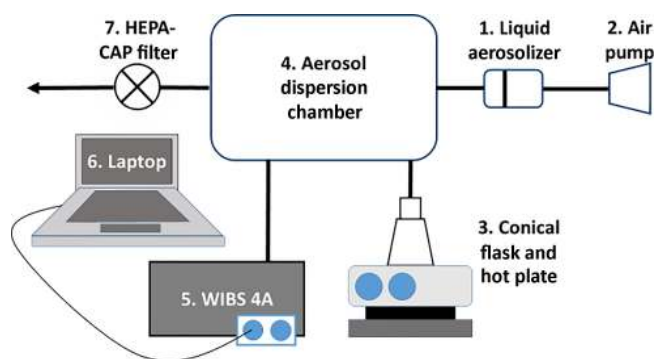 7. HEPA-
CAP filter
4. Aerosol
dispersion
chamber
1. Liquid
aerosolizer
2. Air
pump
6. Laptop
3. Conical
flask and
hot plate
5. WIBS 4A